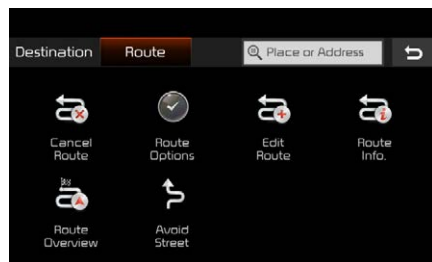 Destination
Route
Place or Address
Cancel
Route
Route
Options
Edit
Route
Route
Info.
Route
Overview
Avoid
Street